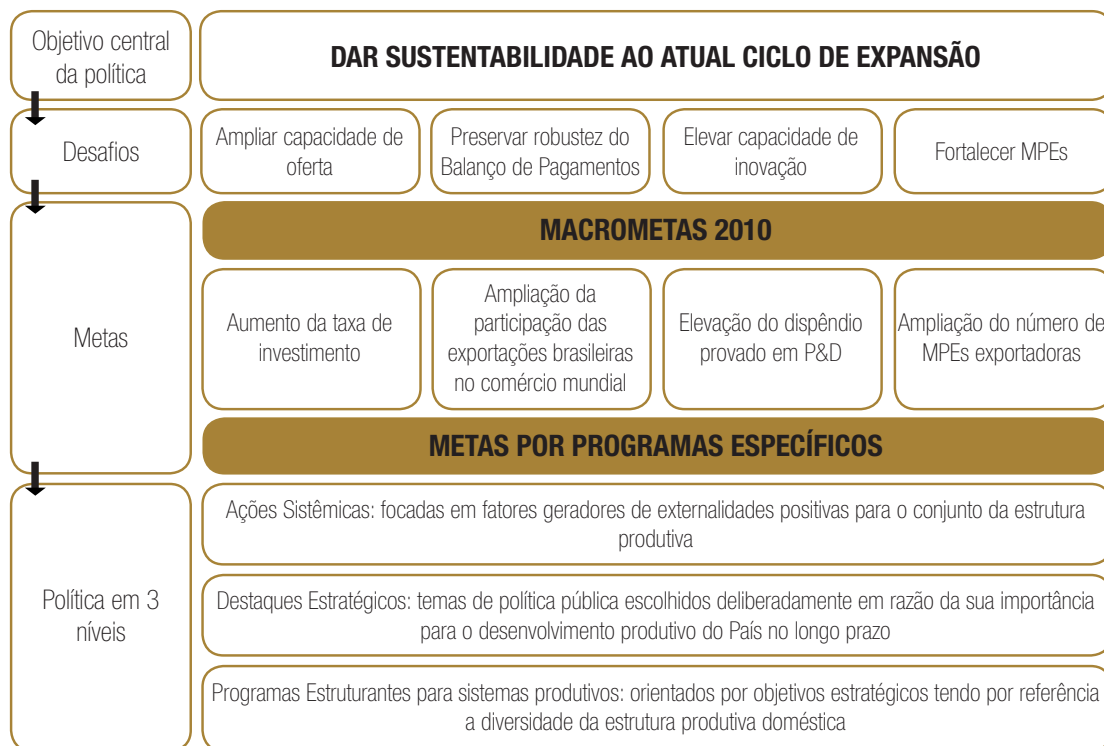 Objetivo central
da política
DAR SUSTENTABILIDADE AO ATUAL CICLO DE EXPANSÃO
Desafios
Ampliar capacidade de
oferta
Preservar robustez do
Balanço de Pagamentos
Elevar capacidade de
inovação
Fortalecer MPEs
Metas
MACROMETAS 2010
Aumento da taxa de
investimento
Ampliação da
participação das
exportações brasileiras
no comércio mundial
Elevação do dispêndio
provado em P&D
Ampliação do número de
MPEs exportadoras
METAS POR PROGRAMAS ESPECÍFICOS
Política em 3
níveis
Ações Sistêmicas: focadas em fatores geradores de externalidades positivas para o conjunto da estrutura
produtiva
Destaques Estratégicos: temas de política pública escolhidos deliberadamente em razão da sua importância
para o desenvolvimento produtivo do País no longo prazo
Programas Estruturantes para sistemas produtivos: orientados por objetivos estratégicos tendo por referência
a diversidade da estrutura produtiva doméstica